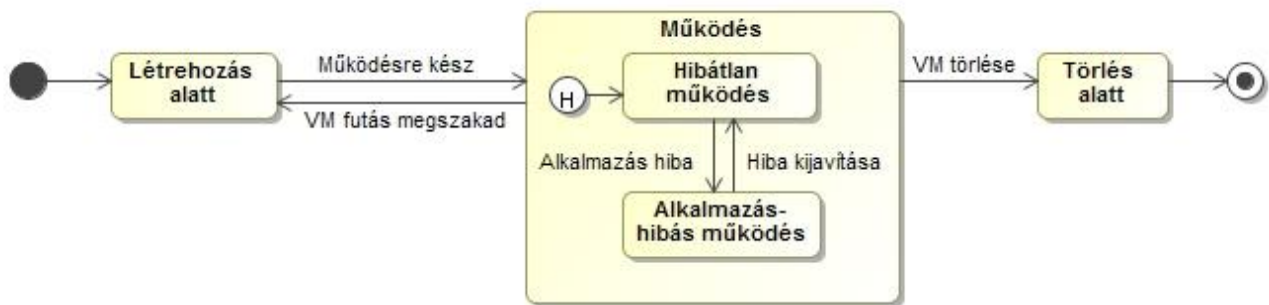 Működés
Létrehozás
alatt
Működésre kész
VM futás megszakad
H
Hibátlan
működés
Alkalmazás hiba
Hiba kijavítása
Alkalmazás-
hibás működés
VM törlése
Törlés
alatt